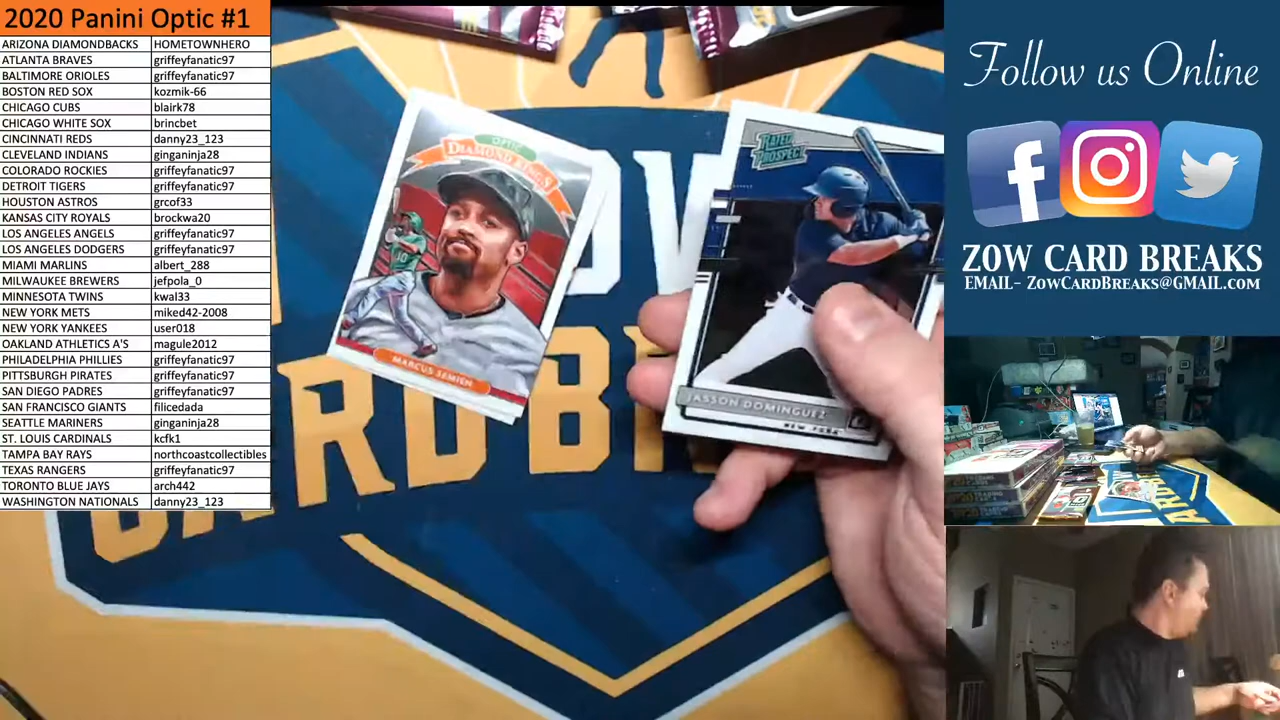 2020 Panini Optic #1
ARIZONA DIAMONDBACKS HOMETOWNHERO
ATLANTA BRAVES griffeyfanatic97
BALTIMORE ORIOLES griffeyfanatic97
BOSTON RED SOX kozmik-66
CHICAGO CUBS blairk78
CHICAGO WHITE SOX brincbet
CINCINNATI REDS danny23_123
CLEVELAND INDIANS ginganinja28
COLORADO ROCKIES griffeyfanatic97
DETROIT TIGERS griffeyfanatic97
HOUSTON ASTROS grcof33
KANSAS CITY ROYALS brockwa20
LOS ANGELES ANGELS griffeyfanatic97
LOS ANGELES DODGERS griffeyfanatic97
MIAMI MARLINS albert_288
MILWAUKEE BREWERS jefpola_0
MINNESOTA TWINS kwal33
NEW YORK METS miked42-2008
NEW YORK YANKEES user018
OAKLAND ATHLETICS A'S magule2012
PHILADELPHIA PHILLIES griffeyfanatic97
PITTSBURGH PIRATES griffeyfanatic97
SAN DIEGO PADRES griffeyfanatic97
SAN FRANCISCO GIANTS filicedada
SEATTLE MARINERS ginganinja28
ST. LOUIS CARDINALS kcfk1
TAMPA BAY RAYS northcoastcollectibles
TEXAS RANGERS griffeyfanatic97
TORONTO BLUE JAYS arch442
WASHINGTON NATIONALS danny23_123
OPTIC
DIAMOND KINGS
10
MARCUS SEMIEN
RATED
PROSPECT
JASSON DOMINGUEZ
NEW YORK
Follow us Online
ZOW CARD BREAKS
EMAIL- ZOWCARDBREAKS@GMAIL.COM